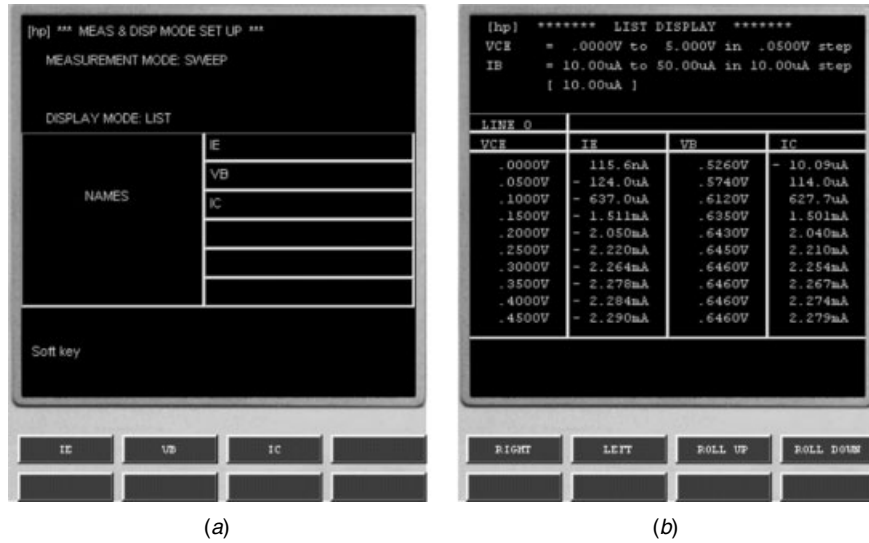 [hp] *** MEAS & DISP MODE SET UP ***
MEASUREMENT MODE: SWEEP
DISPLAY MODE: LIST
NAMES
IE
VB
IC
Soft key
IE VB IC
(a)
[hp] ******* LIST DISPLAY *******
VCE = .0000V to 5.000V in .0500V step
IB = 10.00uA to 50.00uA in 10.00uA step
[ 10.00uA ]
LINE 0
VCE IE VB IC
.0000V 115.6nA .5260V - 10.09uA
.0500V - 124.0uA .5740V 114.0uA
.1000V - 637.0uA .6120V 627.7uA
.1500V - 1.511mA .6350V 1.501mA
.2000V - 2.050mA .6430V 2.040mA
.2500V - 2.220mA .6450V 2.210mA
.3000V - 2.264mA .6460V 2.254mA
.3500V - 2.278mA .6460V 2.267mA
.4000V - 2.284mA .6460V 2.274mA
.4500V - 2.290mA .6460V 2.279mA
RIGHT LEFT ROLL UP ROLL DOWN
(b)